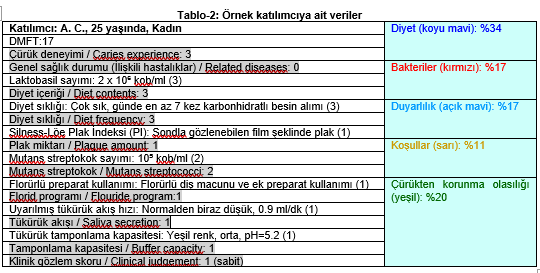 Tablo-2: Örnek katılımcıya ait veriler
Katılımcı: A. C., 25 yaşında, Kadın
DMFT:17
Çürük deneyimi / Caries experience: 3
Genel sağlık durumu (İlişkili hastalıklar) / Related diseases: 0
Laktobasil sayımı: 2 x 10⁶ kob/ml (3)
Diyet içeriği / Diet contents: 3
Diyet sıklığı: Çok sık, günde en az 7 kez karbonhidratlı besin alımı (3)
Diyet sıklığı / Diet frequency: 3
Silness-Löe Plak İndeksi (PI): Sondla gözlenebilen film şeklinde plak (1)
Plak miktarı / Plaque amount: 1
Mutans streptokok sayımı: 10⁵ kob/ml (2)
Mutans streptokok / Mutans streptococci: 2
Florürlü preparat kullanımı: Florürlü diş macunu ve ek preparat kullanımı (1)
Florid programı / Flouride program:1
Uyarılmış tükürük akış hızı: Normalden biraz düşük, 0.9 ml/dk (1)
Tükürük akışı / Saliva secretion: 1
Tükürük tamponlama kapasitesi: Yeşil renk, orta, pH=5.2 (1)
Tamponlama kapasitesi / Buffer capacity: 1
Klinik gözlem skoru / Clinical judgement: 1 (sabit)
Diyet (koyu mavi): %34
Bakteriler (kırmızı): %17
Duyarlılık (açık mavi): %17
Koşullar (sarı): %11
Çürükten korunma olasılığı
(yeşil): %20